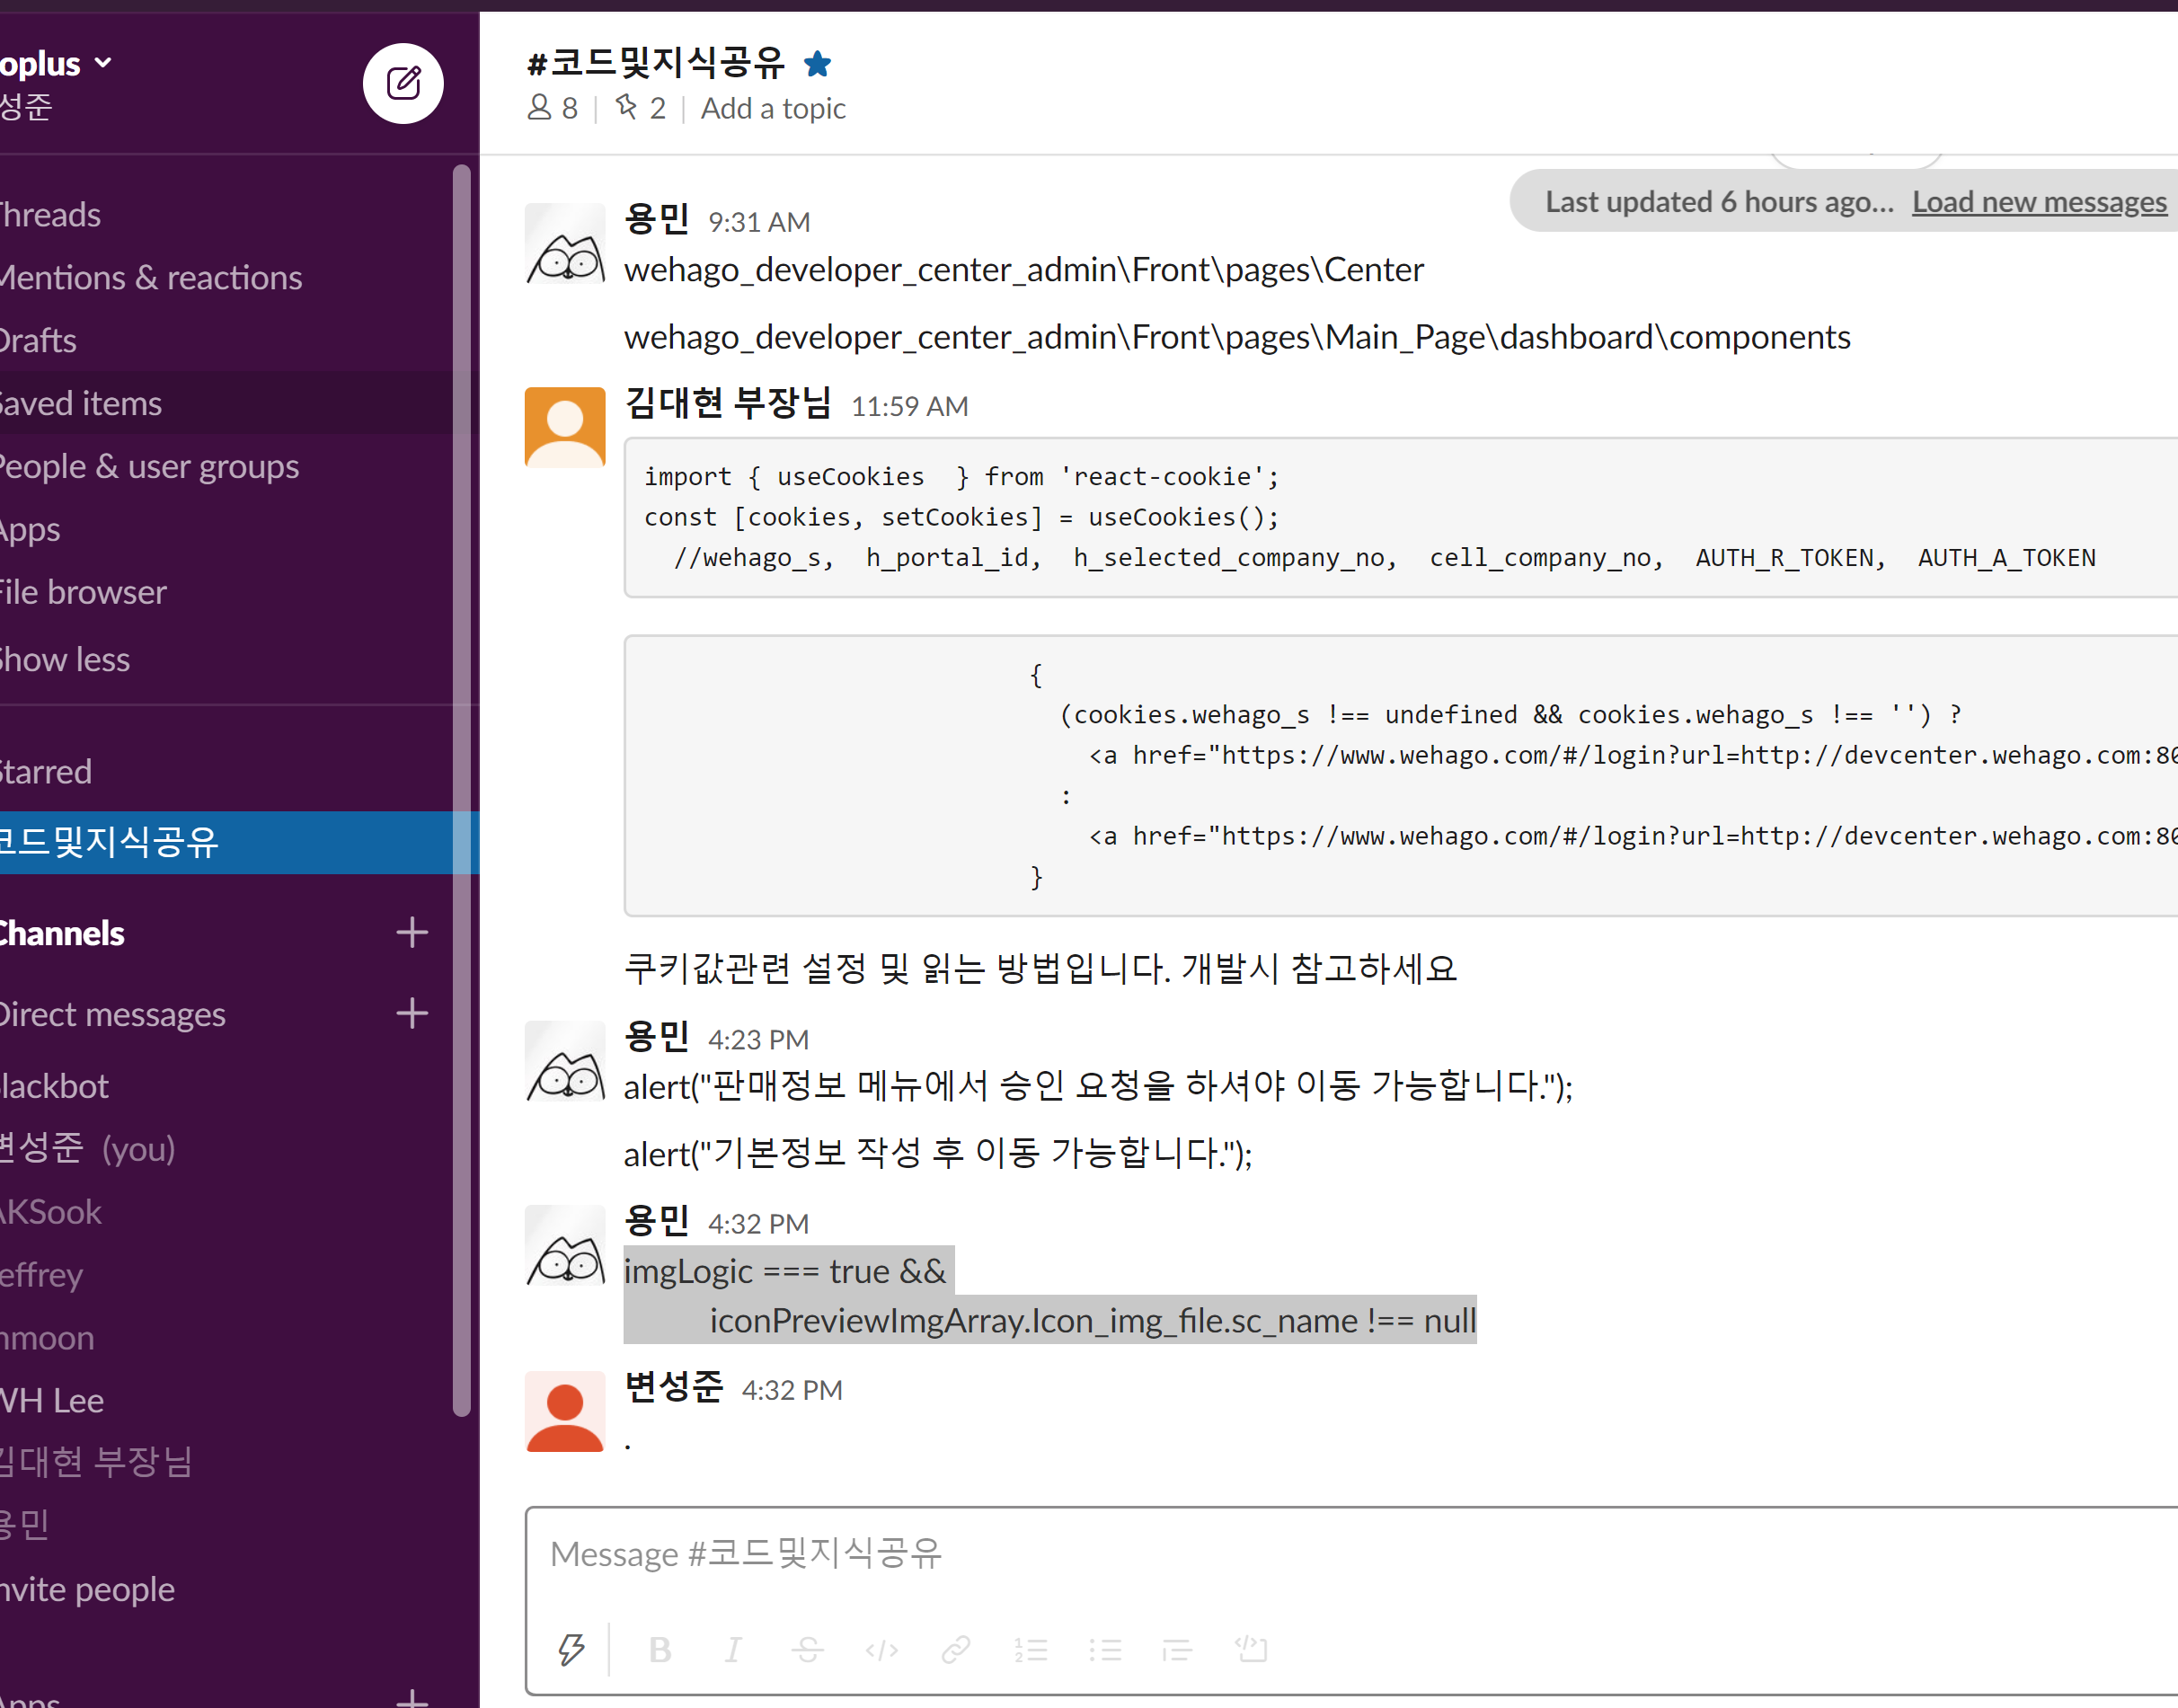 oplus
성준
#코드및지식공유
8 | 2 | Add a topic
Last updated 6 hours ago... Load new messages
Threads
Mentions & reactions
Drafts
Saved items
People & user groups
Apps
File browser
Show less
Starred
코드및지식공유
Channels
Direct messages
lackbot
변성준 (you)
AKSook
effrey
nmoon
WH Lee
김대현 부장님
용민
nvite people
Apps
용민 9:31 AM
wehago_developer_center_admin\Front\pages\Center
wehago_developer_center_admin\Front\pages\Main_Page\dashboard\components
김대현 부장님 11:59 AM
import { useCookies  } from 'react-cookie';
const [cookies, setCookies] = useCookies();
//wehago_s,  h_portal_id,  h_selected_company_no,  cell_company_no,  AUTH_R_TOKEN,  AUTH_A_TOKEN
{
(cookies.wehago_s !== undefined && cookies.wehago_s !== '') ?
<a href="https://www.wehago.com/#/login?url=http://devcenter.wehago.com:80
:
<a href="https://www.wehago.com/#/login?url=http://devcenter.wehago.com:80
}
쿠키값관련 설정 및 읽는 방법입니다. 개발시 참고하세요
용민 4:23 PM
alert("판매정보 메뉴에서 승인 요청을 하셔야 이동 가능합니다.");
alert("기본정보 작성 후 이동 가능합니다.");
용민 4:32 PM
imgLogic === true &&
iconPreviewImgArray.Icon_img_file.sc_name !== null
변성준 4:32 PM
.
Message #코드및지식공유